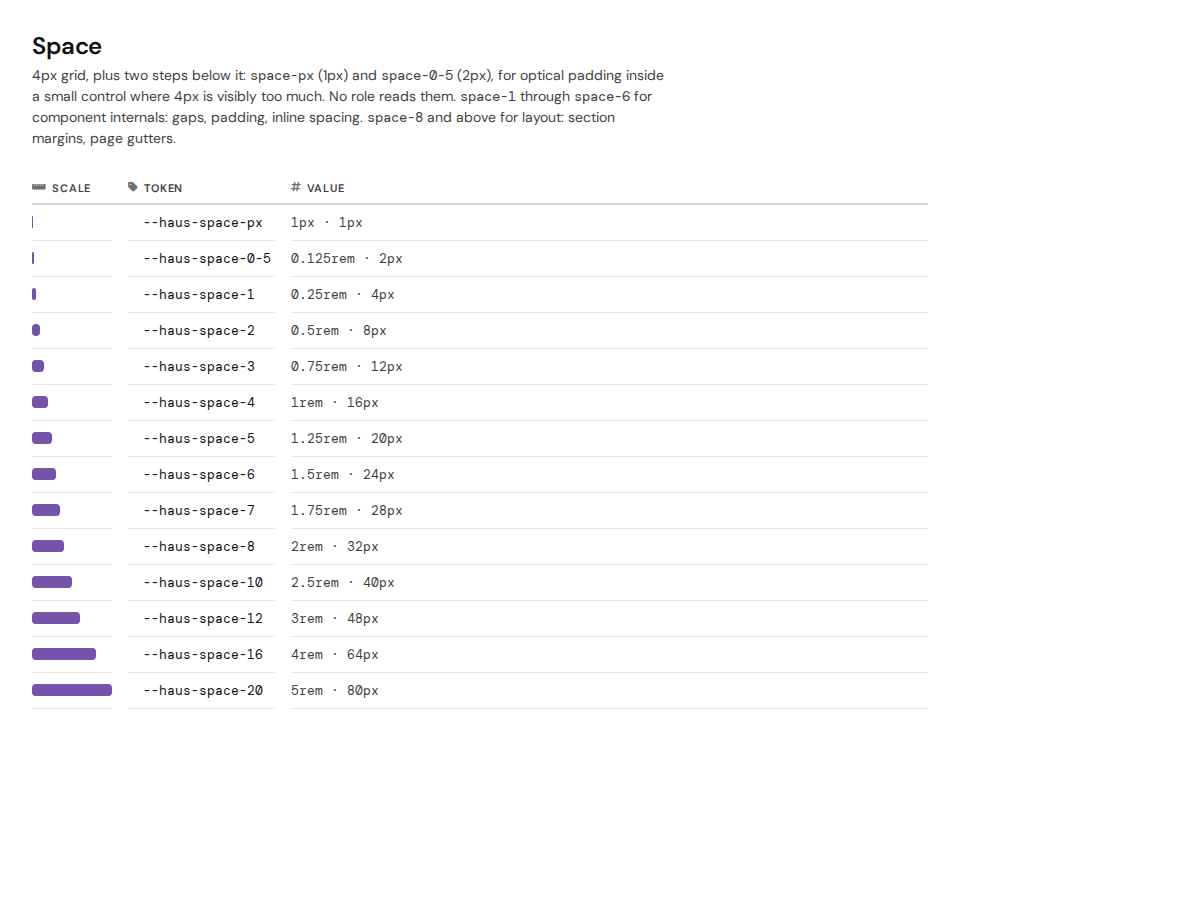 Space
4px grid, plus two steps below it: space-px (1px) and space-0-5 (2px), for optical padding inside
a small control where 4px is visibly too much. No role reads them. space-1 through space-6 for
component internals: gaps, padding, inline spacing. space-8 and above for layout: section
margins, page gutters.
SCALE TOKEN # VALUE
--haus-space-px 1px · 1px
--haus-space-0-5 0.125rem · 2px
--haus-space-1 0.25rem · 4px
--haus-space-2 0.5rem · 8px
--haus-space-3 0.75rem · 12px
--haus-space-4 1rem · 16px
--haus-space-5 1.25rem · 20px
--haus-space-6 1.5rem · 24px
--haus-space-7 1.75rem · 28px
--haus-space-8 2rem · 32px
--haus-space-10 2.5rem · 40px
--haus-space-12 3rem · 48px
--haus-space-16 4rem · 64px
--haus-space-20 5rem · 80px